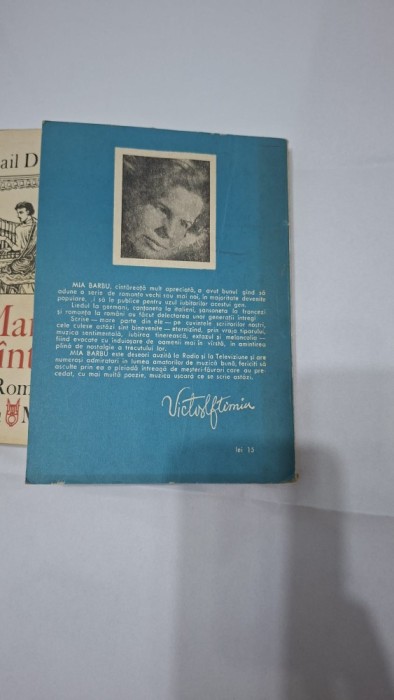 ail D
Mar
înt
Rom
M
MIA BARBU, cîntăreață mult apreciată, a avut bunul gînd să
adune o serie de romanțe vechi sau mai noi, în majoritate devenite
populare, și să le publice pentru uzul iubitorilor acestui gen.
Liedul la germani, canțoneta la italieni, șansoneta la francezi
și romanța la români au făcut delectarea unor generații întregi.
Scrise — mare parte din ele — pe cuvintele scriitorilor noștri,
cele culese astăzi sînt binevenite — eternizînd, prin vraja tiparului,
muzica sentimentală, iubirea tinerească, extazul și melancolia —
fiind evocate cu înduioșare de oamenii mai în vîrstă, în amintirea
plină de nostalgie a trecutului lor.
MIA BARBU este deseori auzită la Radio și la Televiziune și are
numeroși admiratori în lumea amatorilor de muzică bună, fericiți să
asculte prin ea o pleiadă întreagă de meșteri-făurari care au pre-
cedat, cu mai multă poezie, muzica ușoară ce se scrie astăzi.
Victor Eftimiu
lei 15